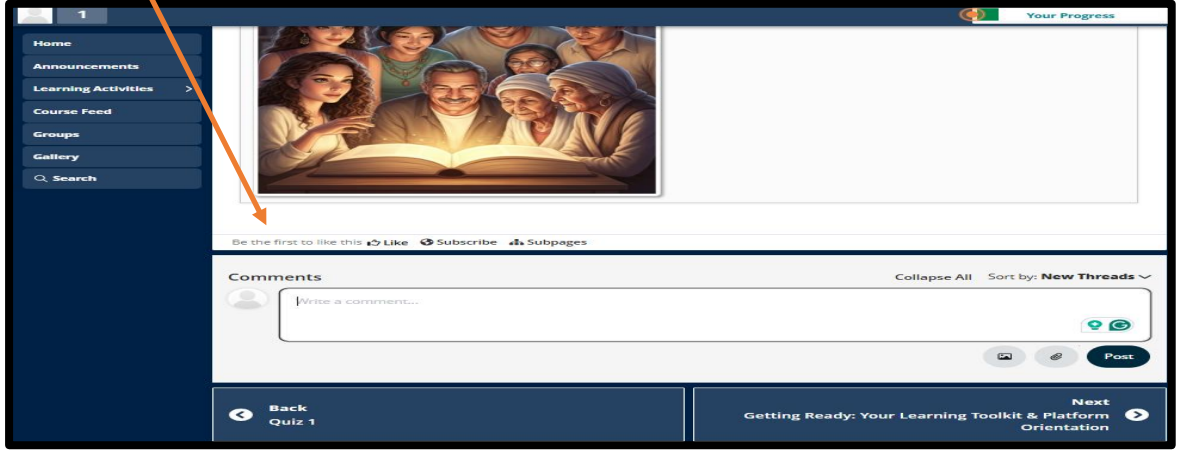 1
Your Progress
Home
Announcements
Learning Activities >
Course Feed
Groups
Gallery
Search
Be the first to like this Like Subscribe Subpages
Comments
Collapse All Sort by: New Threads
Write a comment...
Post
Back
Quiz 1
Next
Getting Ready: Your Learning Toolkit & Platform
Orientation